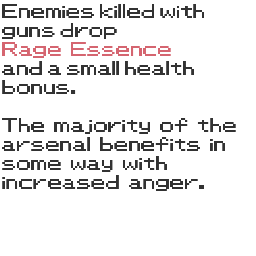 Enemies killed with
guns drop
Rage Essence
and a small health
bonus.

The majority of the
arsenal benefits in
some way with
increased anger.